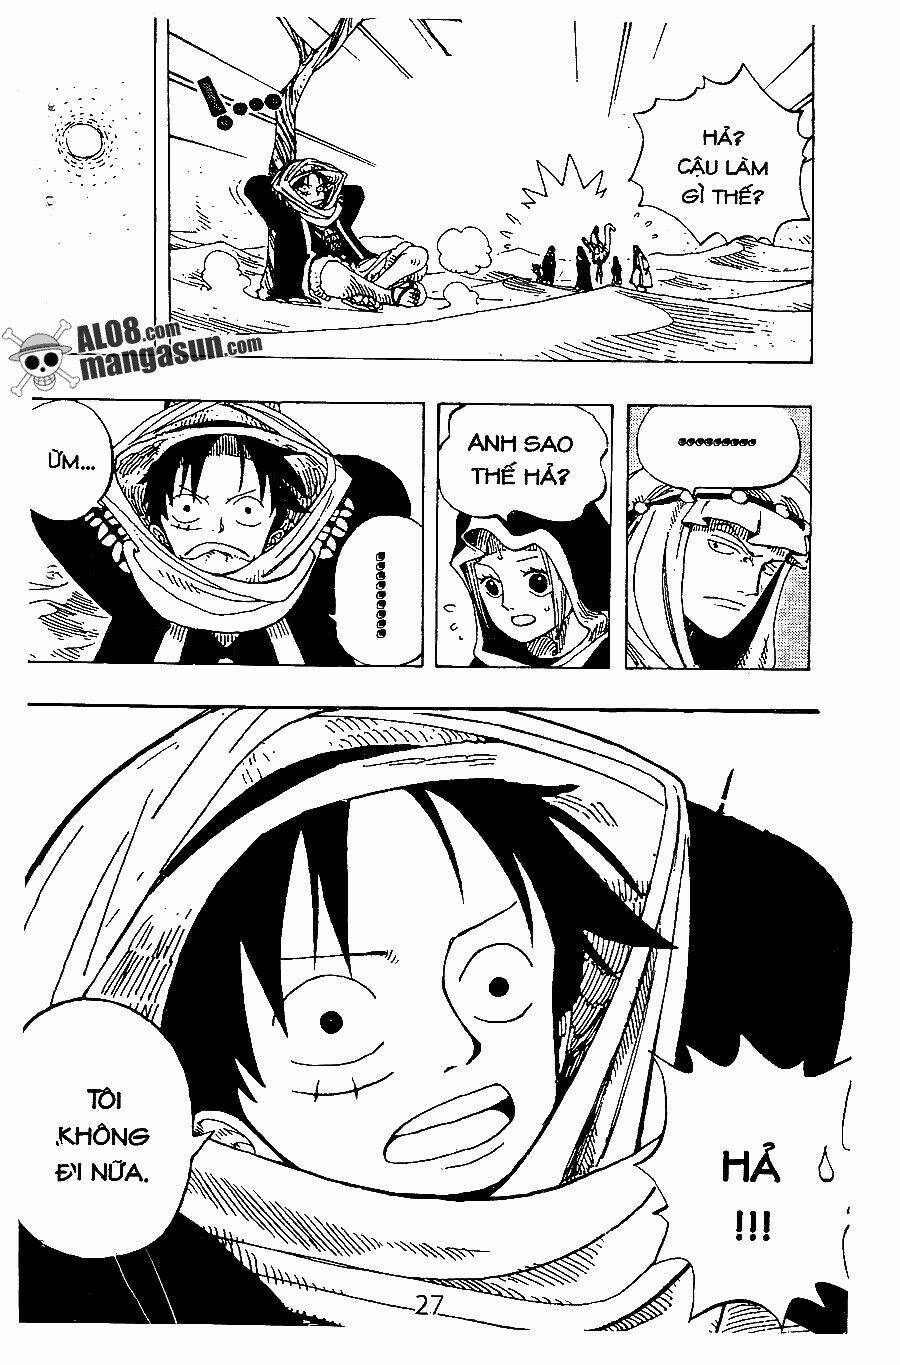 !...
HẢ?
CẬU LÀM
GÌ THẾ?
AL08.com
mangasun.com
.........
ANH SAO
THẾ HẢ?
ỪM...
.........
TÔI
KHÔNG
ĐI NỮA.
HẢ
!!!
27